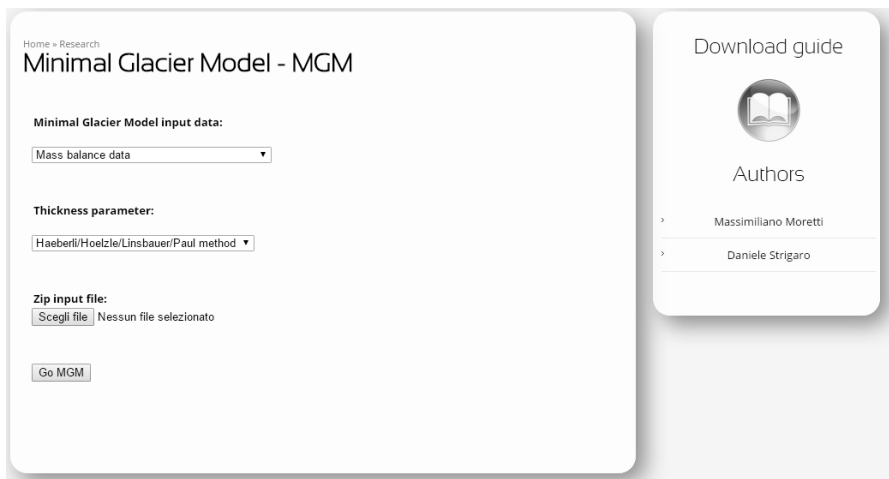 Home » Research
Minimal Glacier Model - MGM
Minimal Glacier Model input data:
Mass balance data
Thickness parameter:
Haeberli/Hoelzle/Linsbauer/Paul method
Zip input file:
Scegli file Nessun file selezionato
Go MGM
Download guide
Authors
Massimiliano Moretti
Daniele Strigaro